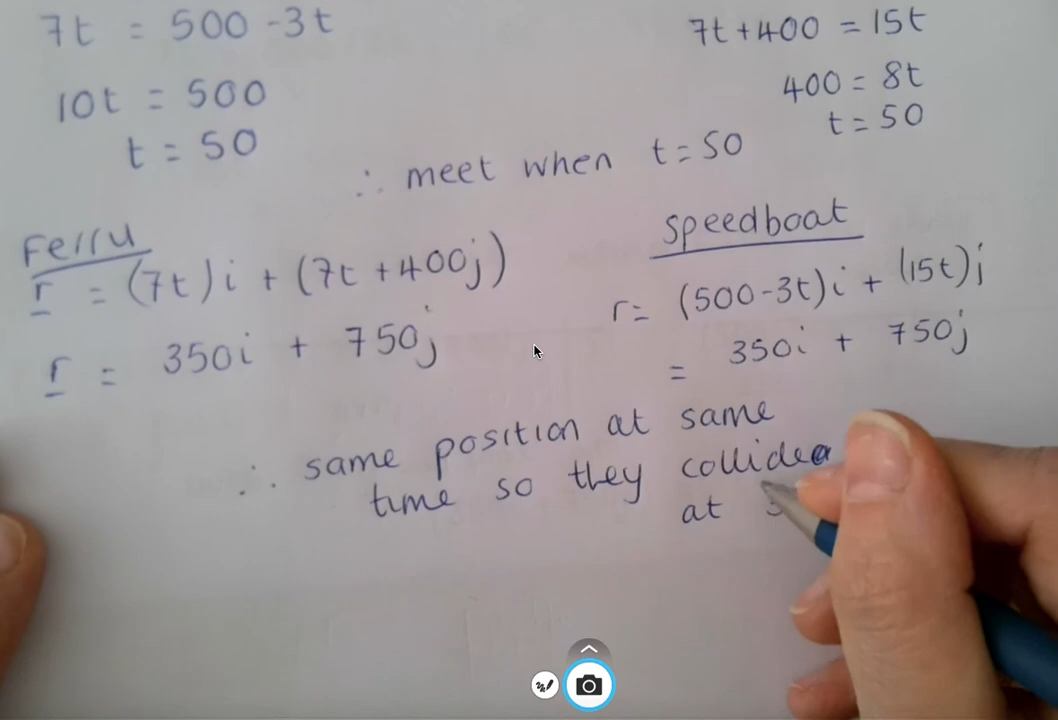 7t = 500 - 3t
10t = 500
t = 50
7t + 400 = 15t
400 = 8t
t = 50
∴ meet when t = 50
Ferry
r = (7t)i + (7t + 400j)
r = 350i + 750j
speedboat
r = (500 - 3t)i + (15t)j
= 350i + 750j
∴ same position at same
time so they collide
at